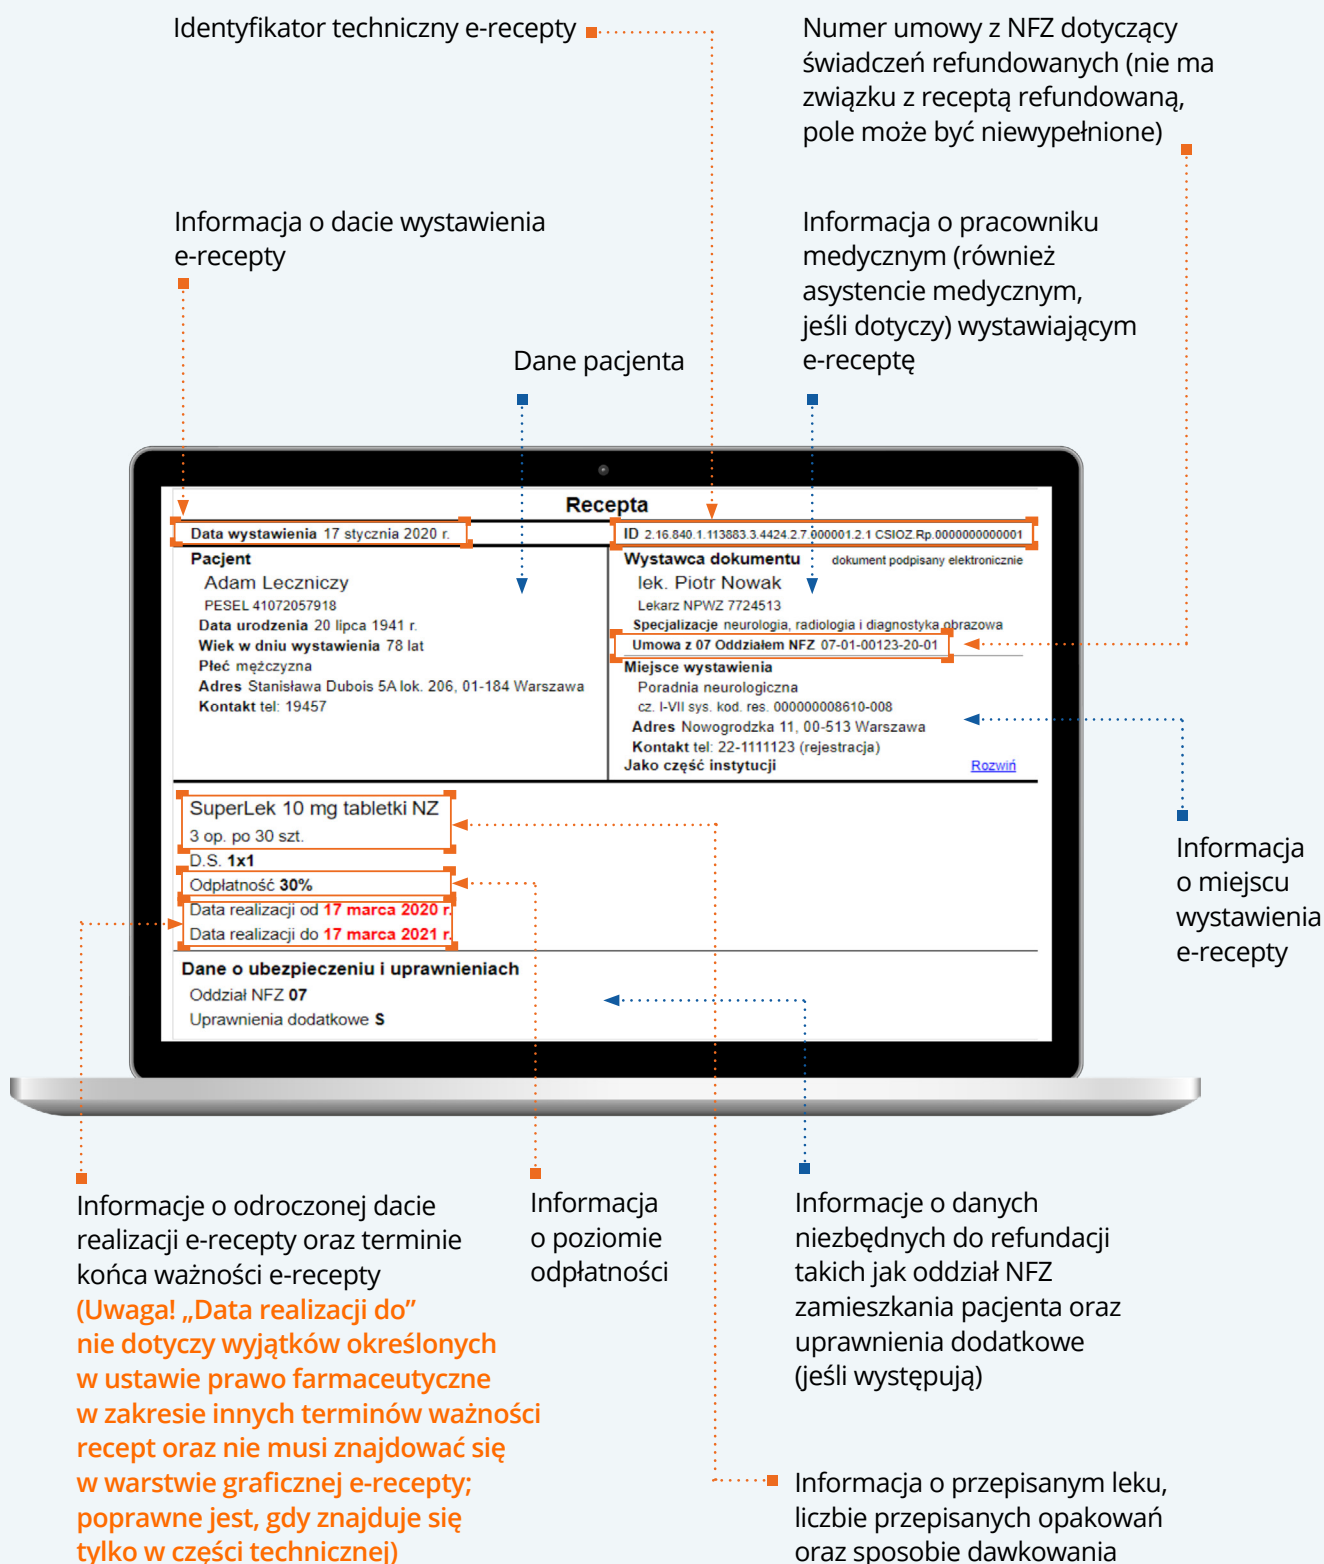 Identyfikator techniczny e-recepty
Numer umowy z NFZ dotyczący
świadczeń refundowanych (nie ma
związku z receptą refundowaną,
pole może być niewypełnione)
Informacja o dacie wystawienia
e-recepty
Informacja o pracowniku
medycznym (również
asystencie medycznym,
jeśli dotyczy) wystawiającym
e-receptę
Dane pacjenta
Recepta
Data wystawienia 17 stycznia 2020 r.
ID 2.16.840.1.113883.3.4424.2.7.000001.2.1 CSIOZ.Rp.0000000000001
Pacjent
Adam Leczniczy
PESEL 41072057918
Data urodzenia 20 lipca 1941 r.
Wiek w dniu wystawienia 78 lat
Płeć mężczyzna
Adres Stanisława Dubois 5A lok. 206, 01-184 Warszawa
Kontakt tel: 19457
Wystawca dokumentu dokument podpisany elektronicznie
lek. Piotr Nowak
Lekarz NPWZ 7724513
Specjalizacje neurologia, radiologia i diagnostyka obrazowa
Umowa z 07 Oddziałem NFZ 07-01-00123-20-01
Miejsce wystawienia
Poradnia neurologiczna
cz. I-VII sys. kod. res. 000000008610-008
Adres Nowogrodzka 11, 00-513 Warszawa
Kontakt tel: 22-1111123 (rejestracja)
Jako część instytucji Rozwiń
SuperLek 10 mg tabletki NZ
3 op. po 30 szt.
D.S. 1x1
Odpłatność 30%
Data realizacji od 17 marca 2020 r.
Data realizacji do 17 marca 2021 r.
Dane o ubezpieczeniu i uprawnieniach
Oddział NFZ 07
Uprawnienia dodatkowe S
Informacja
o miejscu
wystawienia
e-recepty
Informacje o odroczonej dacie
realizacji e-recepty oraz terminie
końca ważności e-recepty
(Uwaga! „Data realizacji do”
nie dotyczy wyjątków określonych
w ustawie prawo farmaceutyczne
w zakresie innych terminów ważności
recept oraz nie musi znajdować się
w warstwie graficznej e-recepty;
poprawne jest, gdy znajduje się
tylko w części technicznej)
Informacja
o poziomie
odpłatności
Informacje o danych
niezbędnych do refundacji
takich jak oddział NFZ
zamieszkania pacjenta oraz
uprawnienia dodatkowe
(jeśli występują)
Informacja o przepisanym leku,
liczbie przepisanych opakowań
oraz sposobie dawkowania